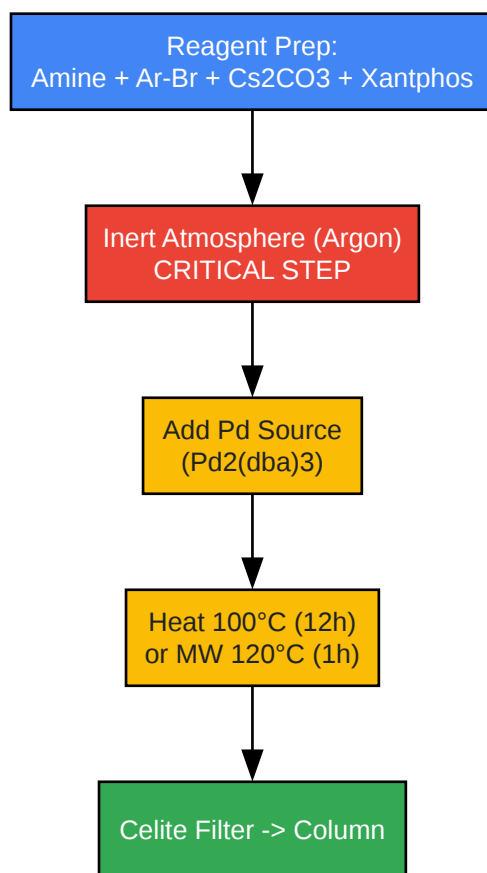 Reagent Prep:
Amine + Ar-Br + Cs2CO3 + Xantphos
Inert Atmosphere (Argon)
CRITICAL STEP
Add Pd Source
(Pd2(dba)3)
Heat 100°C (12h)
or MW 120°C (1h)
Celite Filter -> Column